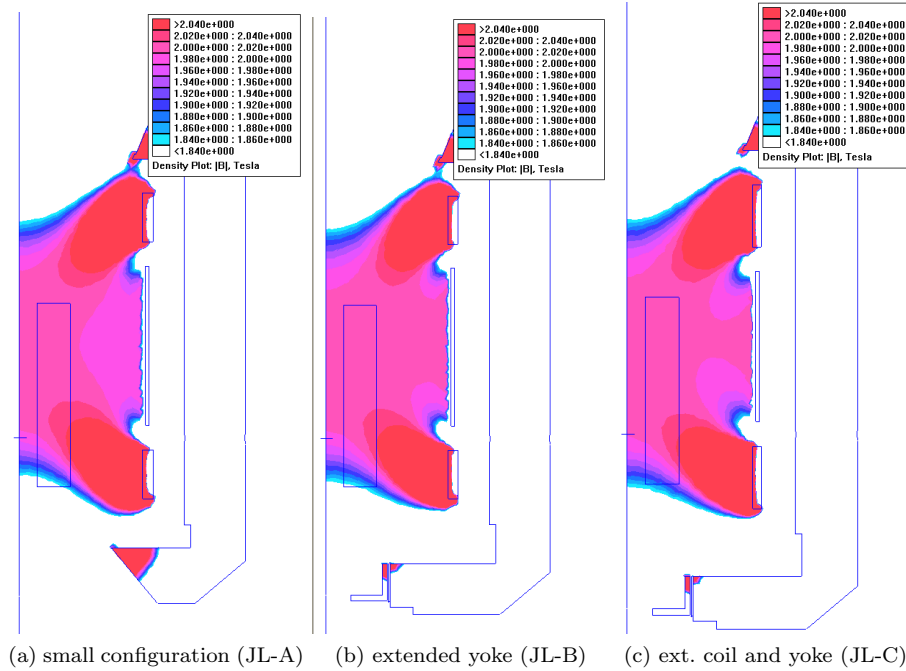 >2.040e+000
2.020e+000 : 2.040e+000
2.000e+000 : 2.020e+000
1.980e+000 : 2.000e+000
1.960e+000 : 1.980e+000
1.940e+000 : 1.960e+000
1.920e+000 : 1.940e+000
1.900e+000 : 1.920e+000
1.880e+000 : 1.900e+000
1.860e+000 : 1.880e+000
1.840e+000 : 1.860e+000
<1.840e+000
Density Plot: |B|, Tesla
>2.040e+000
2.020e+000 : 2.040e+000
2.000e+000 : 2.020e+000
1.980e+000 : 2.000e+000
1.960e+000 : 1.980e+000
1.940e+000 : 1.960e+000
1.920e+000 : 1.940e+000
1.900e+000 : 1.920e+000
1.880e+000 : 1.900e+000
1.860e+000 : 1.880e+000
1.840e+000 : 1.860e+000
<1.840e+000
Density Plot: |B|, Tesla
>2.040e+000
2.020e+000 : 2.040e+000
2.000e+000 : 2.020e+000
1.980e+000 : 2.000e+000
1.960e+000 : 1.980e+000
1.940e+000 : 1.960e+000
1.920e+000 : 1.940e+000
1.900e+000 : 1.920e+000
1.880e+000 : 1.900e+000
1.860e+000 : 1.880e+000
1.840e+000 : 1.860e+000
<1.840e+000
Density Plot: |B|, Tesla
(a) small configuration (JL-A)
(b) extended yoke (JL-B)
(c) ext. coil and yoke (JL-C)